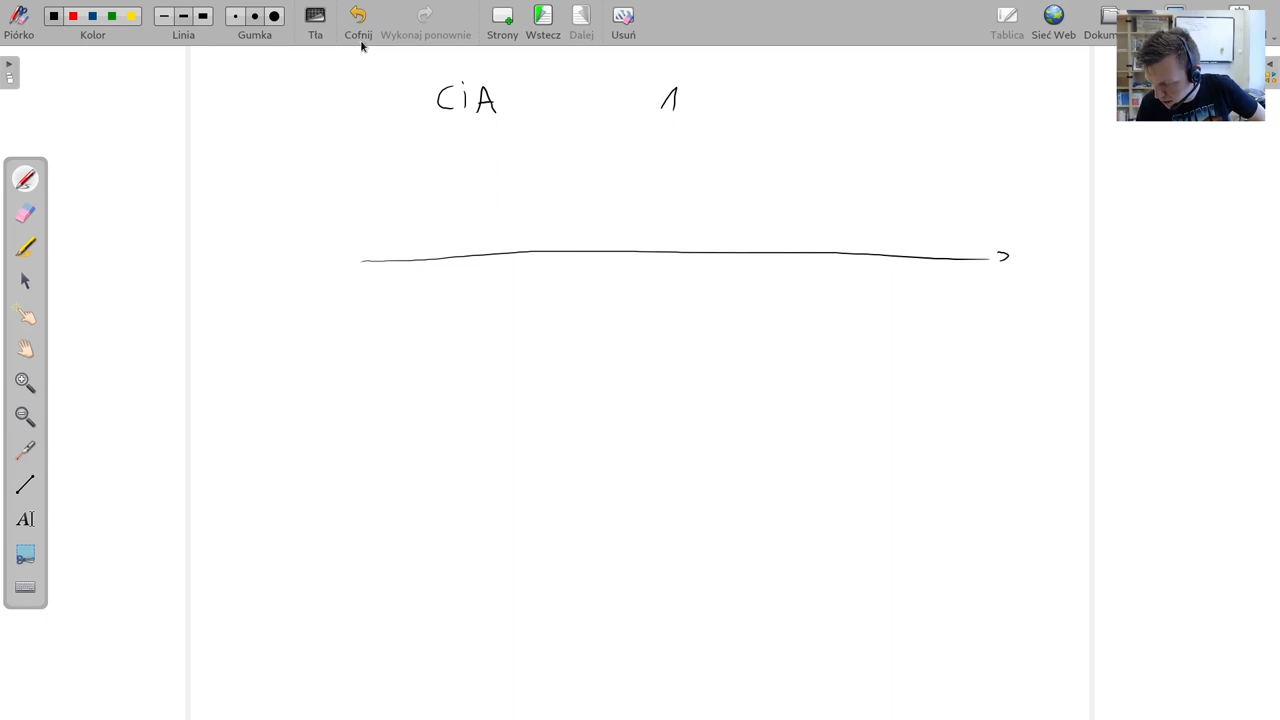 Piórko Kolor Linia Gumka Tła Cofnij Wykonaj ponownie Strony Wstecz Dalej Usuń Tablica Sieć Web
CiA 1